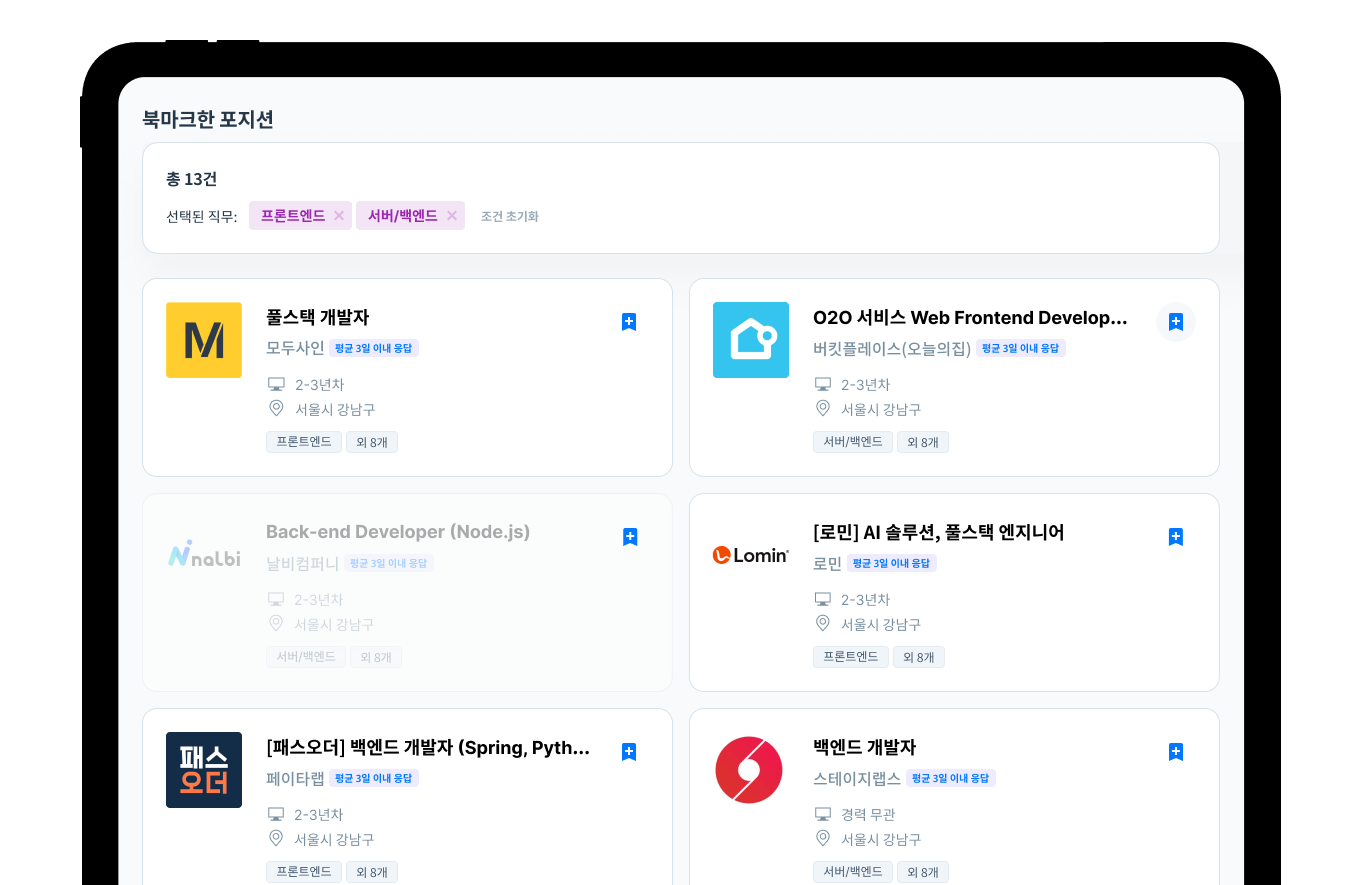 북마크한 포지션
총 13건
선택된 직무: 프론트엔드 × 서버/백엔드 × 조건 초기화
M
풀스택 개발자
모두사인 평균 3일 이내 응답
2-3년차
서울시 강남구
프론트엔드 외 8개
O2O 서비스 Web Frontend Develop...
버킷플레이스(오늘의집) 평균 3일 이내 응답
2-3년차
서울시 강남구
서버/백엔드 외 8개
nalbi
Back-end Developer (Node.js)
날비컴퍼니 평균 3일 이내 응답
2-3년차
서울시 강남구
서버/백엔드 외 8개
Lomin
[로민] AI 솔루션, 풀스택 엔지니어
로민 평균 3일 이내 응답
2-3년차
서울시 강남구
프론트엔드 외 8개
패스
오더
[패스오더] 백엔드 개발자 (Spring, Pyth...
페이타랩 평균 3일 이내 응답
2-3년차
서울시 강남구
프론트엔드 외 8개
백엔드 개발자
스테이지랩스 평균 3일 이내 응답
경력 무관
서울시 강남구
서버/백엔드 외 8개